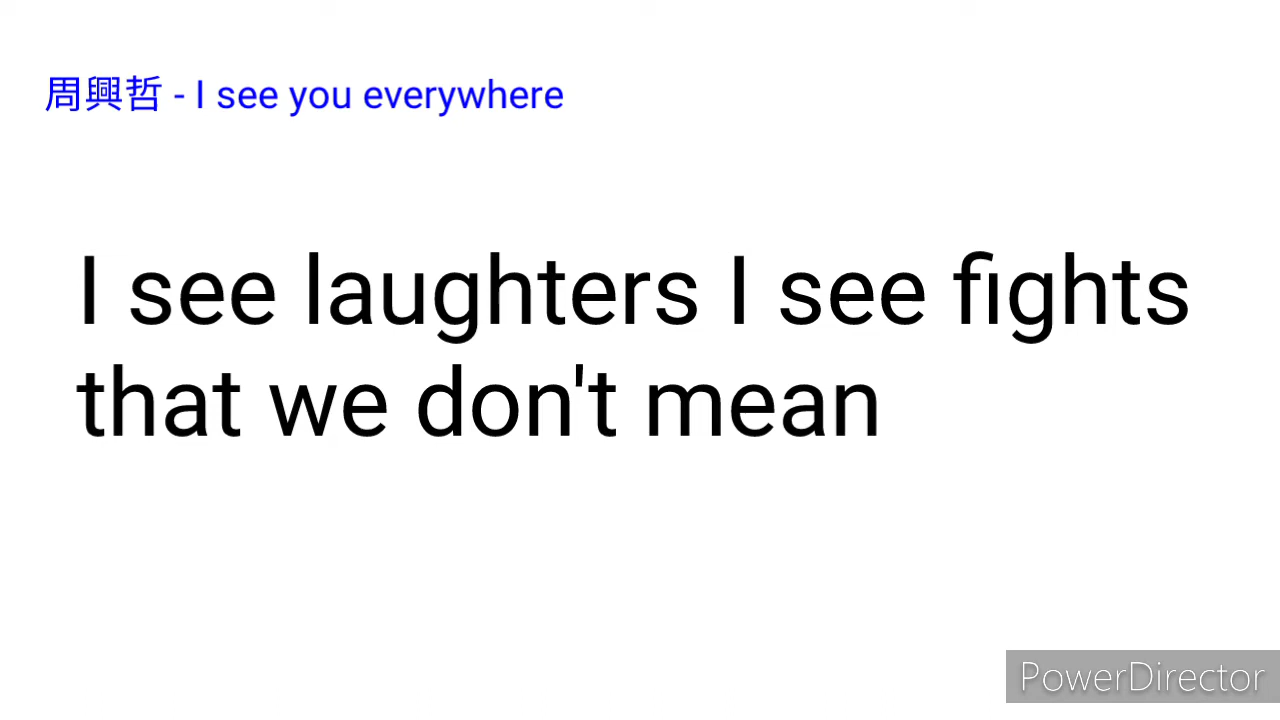 周興哲 - I see you everywhere
I see laughters I see fights
that we don't mean
PowerDirector